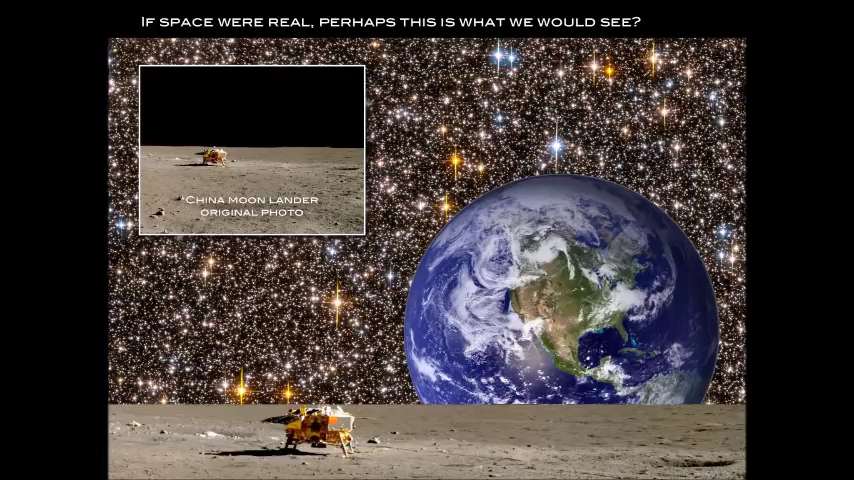 If space were real, perhaps this is what we would see?
*China moon lander
original photo